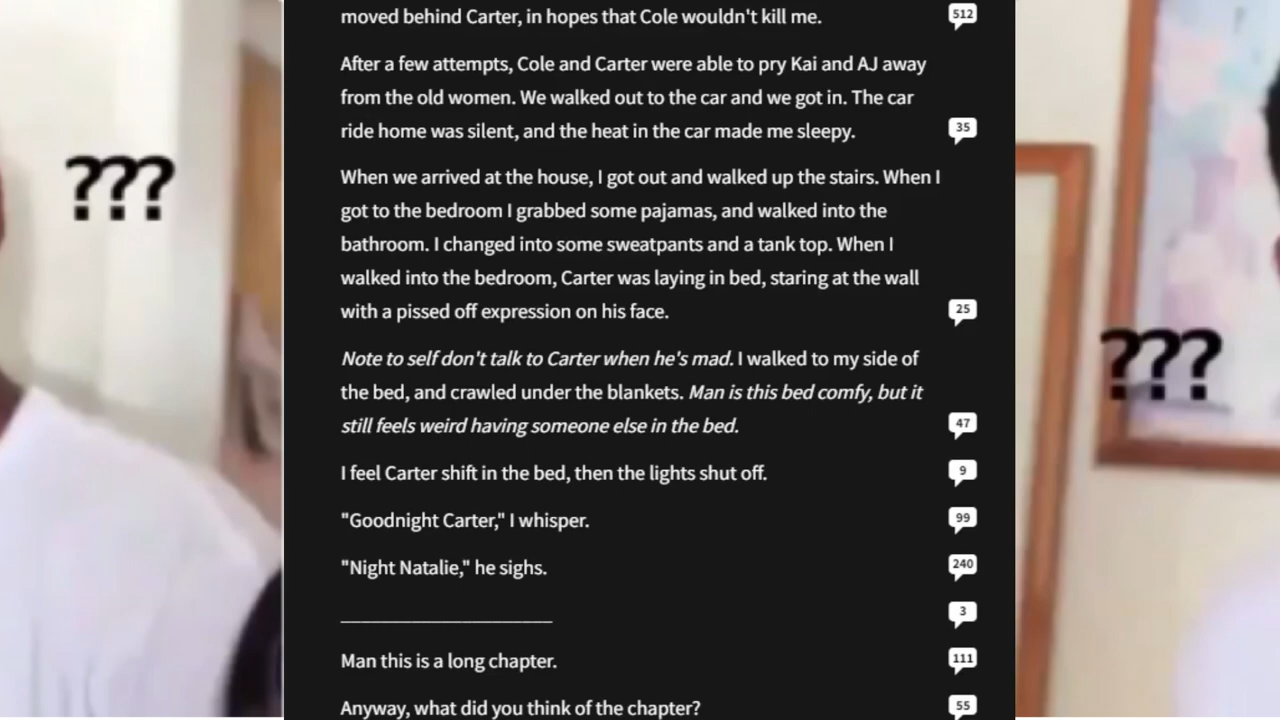 moved behind Carter, in hopes that Cole wouldn't kill me.
512
After a few attempts, Cole and Carter were able to pry Kai and AJ away
from the old women. We walked out to the car and we got in. The car
ride home was silent, and the heat in the car made me sleepy.
35
???
When we arrived at the house, I got out and walked up the stairs. When I
got to the bedroom I grabbed some pajamas, and walked into the
bathroom. I changed into some sweatpants and a tank top. When I
walked into the bedroom, Carter was laying in bed, staring at the wall
with a pissed off expression on his face.
25
Note to self don't talk to Carter when he's mad. I walked to my side of
the bed, and crawled under the blankets. Man is this bed comfy, but it
still feels weird having someone else in the bed.
47
???
I feel Carter shift in the bed, then the lights shut off.
9
"Goodnight Carter," I whisper.
99
"Night Natalie," he sighs.
240
_____________________
3
Man this is a long chapter.
111
Anyway, what did you think of the chapter?
55